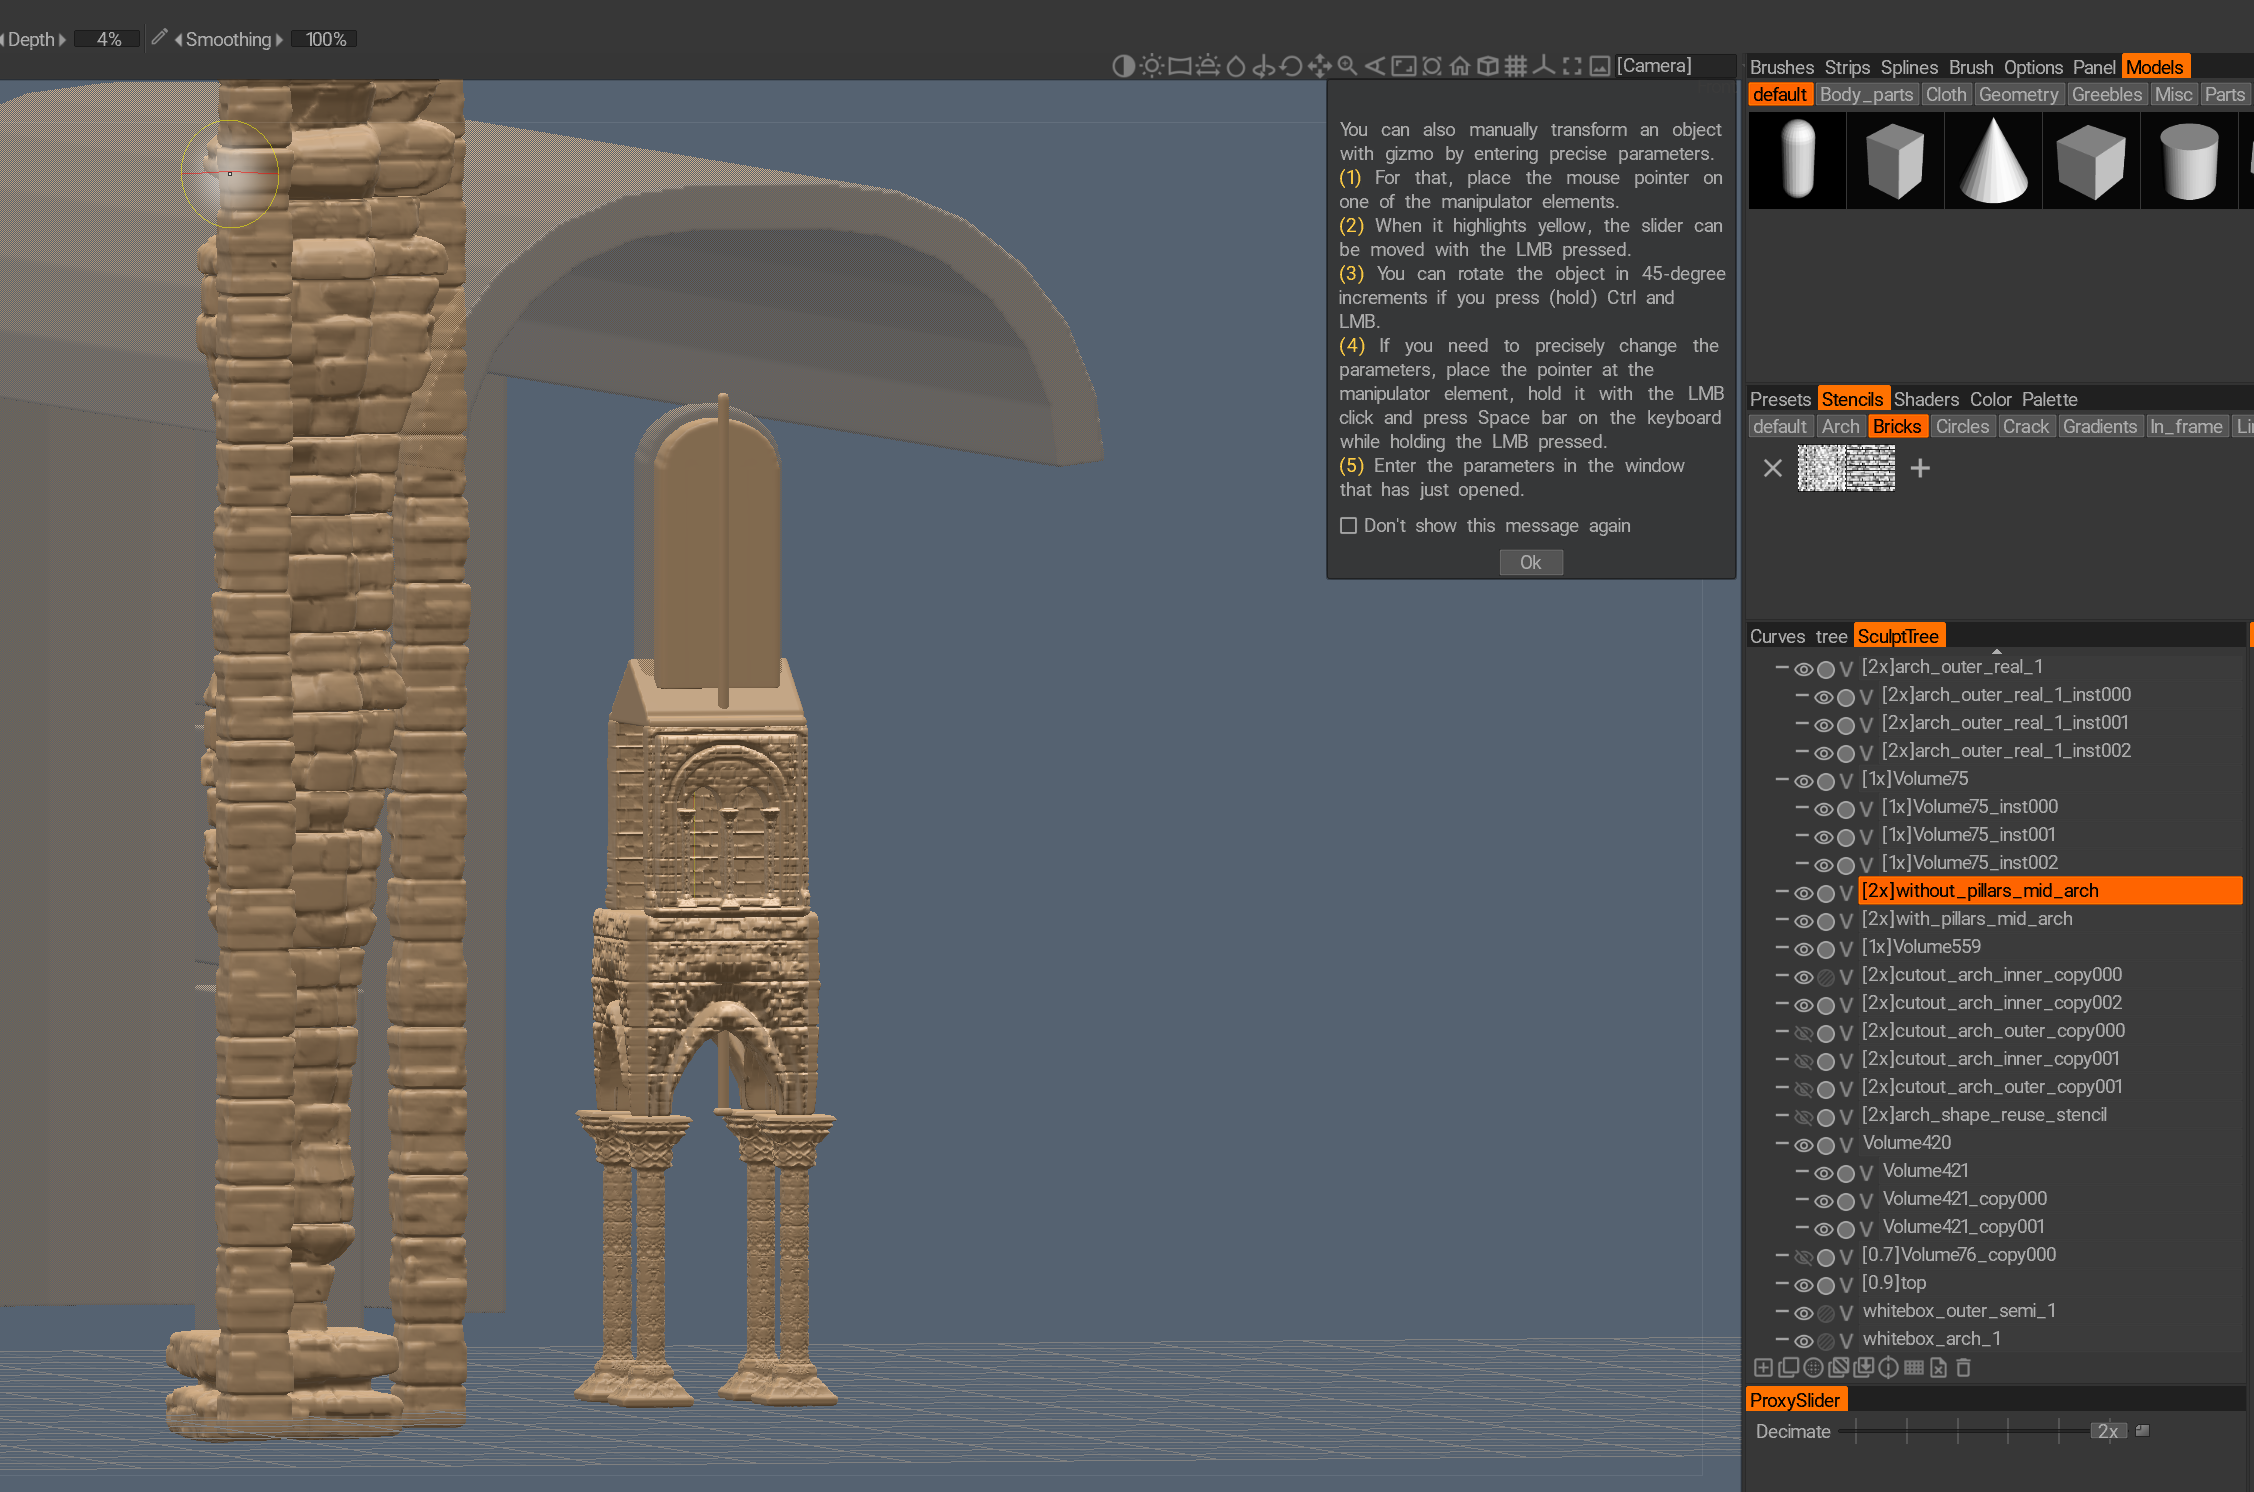 Depth 4% Smoothing 100%
[Camera]
You can also manually transform an object
with gizmo by entering precise parameters.
(1) For that, place the mouse pointer on
one of the manipulator elements.
(2) When it highlights yellow, the slider can
be moved with the LMB pressed.
(3) You can rotate the object in 45-degree
increments if you press (hold) Ctrl and
LMB.
(4) If you need to precisely change the
parameters, place the pointer at the
manipulator element, hold it with the LMB
click and press Space bar on the keyboard
while holding the LMB pressed.
(5) Enter the parameters in the window
that has just opened.
Don't show this message again
Ok
Brushes Strips Splines Brush Options Panel Models
default Body_parts Cloth Geometry Greebles Misc Parts
Presets Stencils Shaders Color Palette
default Arch Bricks Circles Crack Gradients In_frame Li
Curves tree SculptTree
V [2x]arch_outer_real_1
V [2x]arch_outer_real_1_inst000
V [2x]arch_outer_real_1_inst001
V [2x]arch_outer_real_1_inst002
V [1x]Volume75
V [1x]Volume75_inst000
V [1x]Volume75_inst001
V [1x]Volume75_inst002
V [2x]without_pillars_mid_arch
V [2x]with_pillars_mid_arch
V [1x]Volume559
V [2x]cutout_arch_inner_copy000
V [2x]cutout_arch_inner_copy002
V [2x]cutout_arch_outer_copy000
V [2x]cutout_arch_inner_copy001
V [2x]cutout_arch_outer_copy001
V [2x]arch_shape_reuse_stencil
V Volume420
V Volume421
V Volume421_copy000
V Volume421_copy001
V [0.7]Volume76_copy000
V [0.9]top
V whitebox_outer_semi_1
V whitebox_arch_1
ProxySlider
Decimate 2x